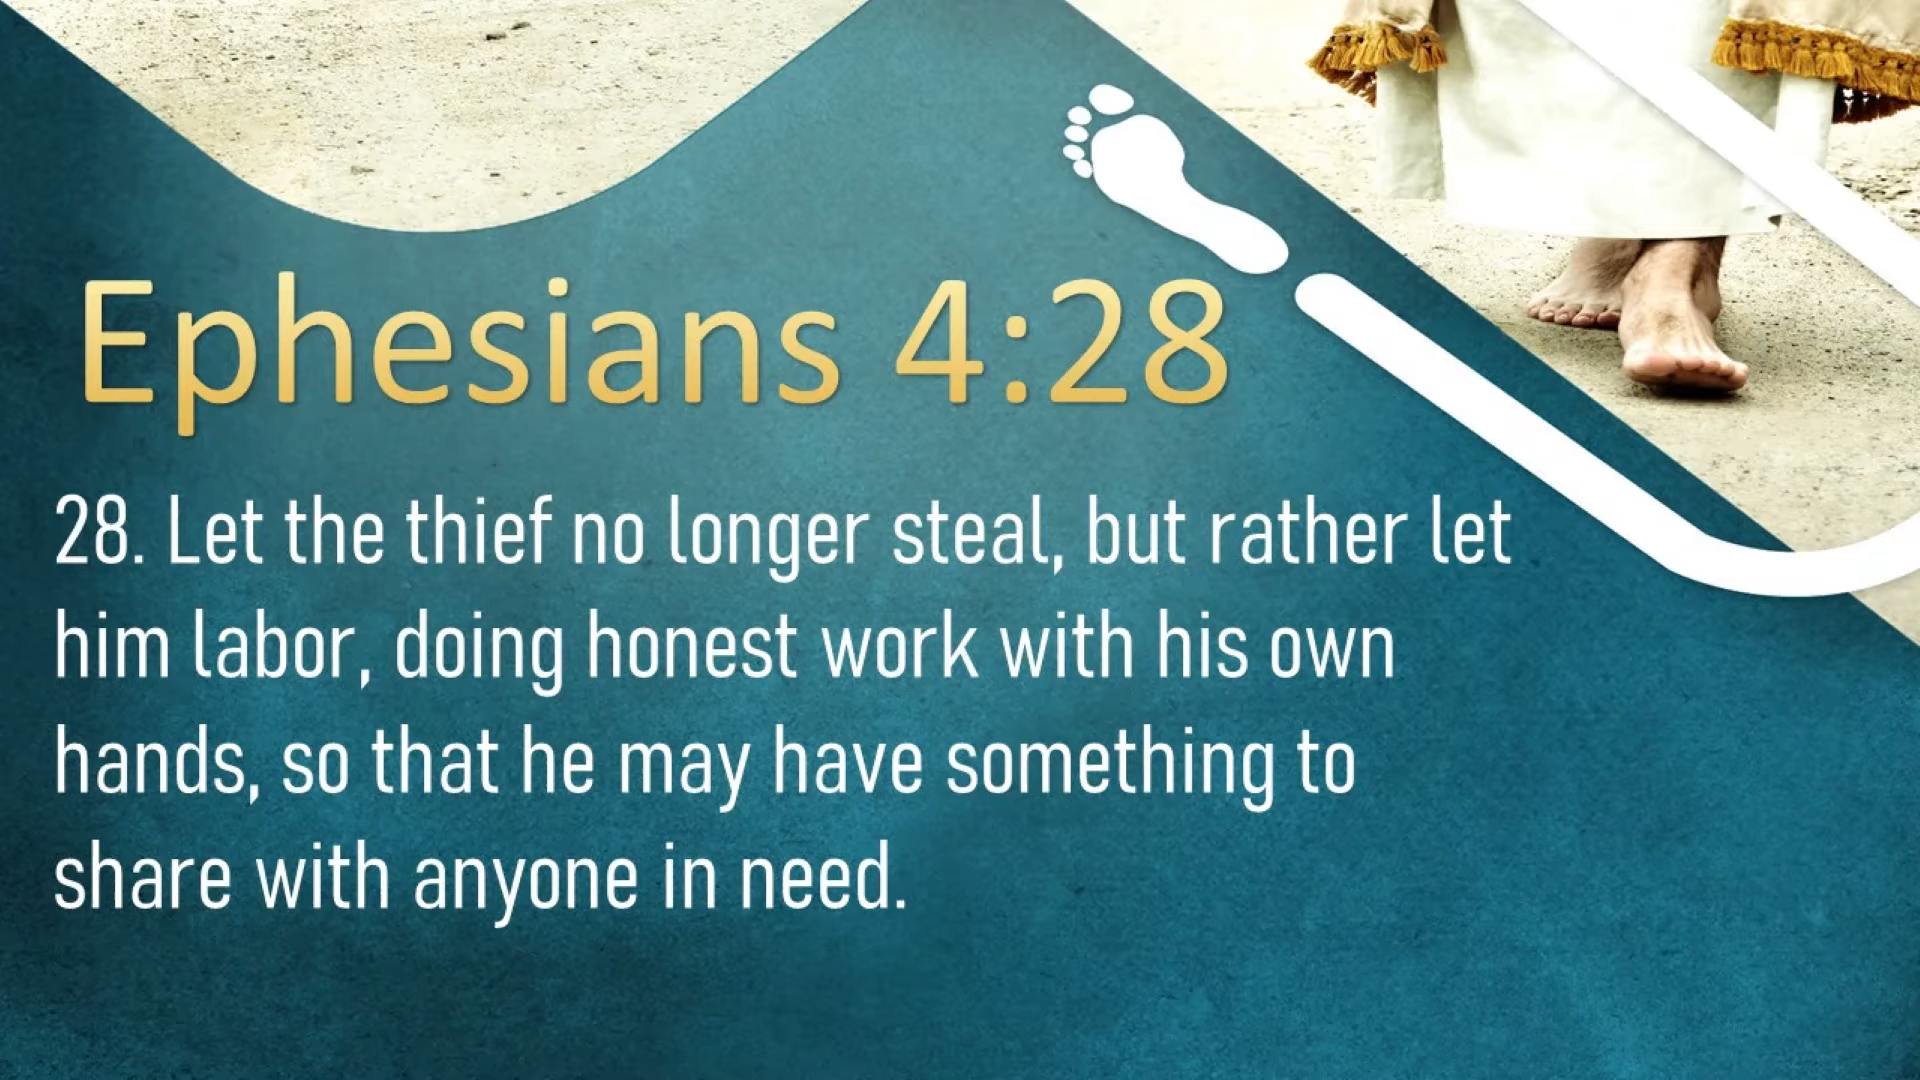 Ephesians 4:28
28. Let the thief no longer steal, but rather let
him labor, doing honest work with his own
hands, so that he may have something to
share with anyone in need.